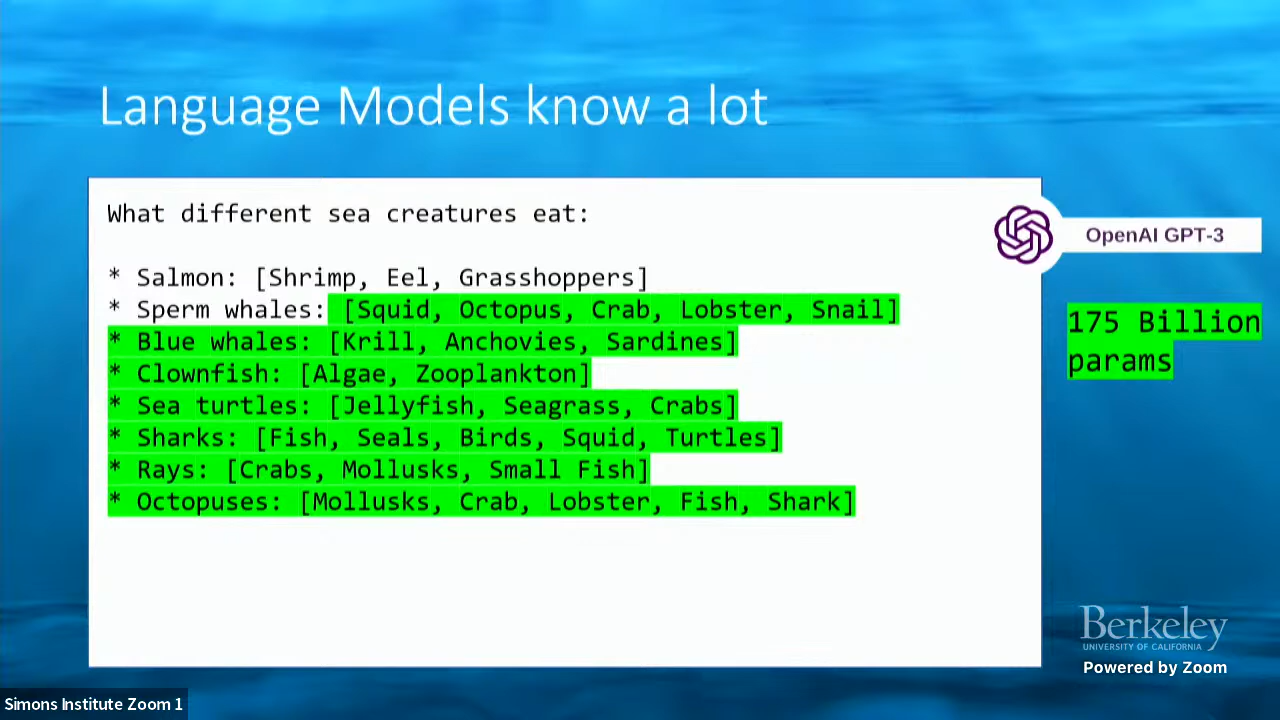 Language Models know a lot
What different sea creatures eat:
* Salmon: [Shrimp, Eel, Grasshoppers]
* Sperm whales: [Squid, Octopus, Crab, Lobster, Snail]
* Blue whales: [Krill, Anchovies, Sardines]
* Clownfish: [Algae, Zooplankton]
* Sea turtles: [Jellyfish, Seagrass, Crabs]
* Sharks: [Fish, Seals, Birds, Squid, Turtles]
* Rays: [Crabs, Mollusks, Small Fish]
* Octopuses: [Mollusks, Crab, Lobster, Fish, Shark]
OpenAI GPT-3
175 Billion
params
Berkeley
UNIVERSITY OF CALIFORNIA
Powered by Zoom
Simons Institute Zoom 1